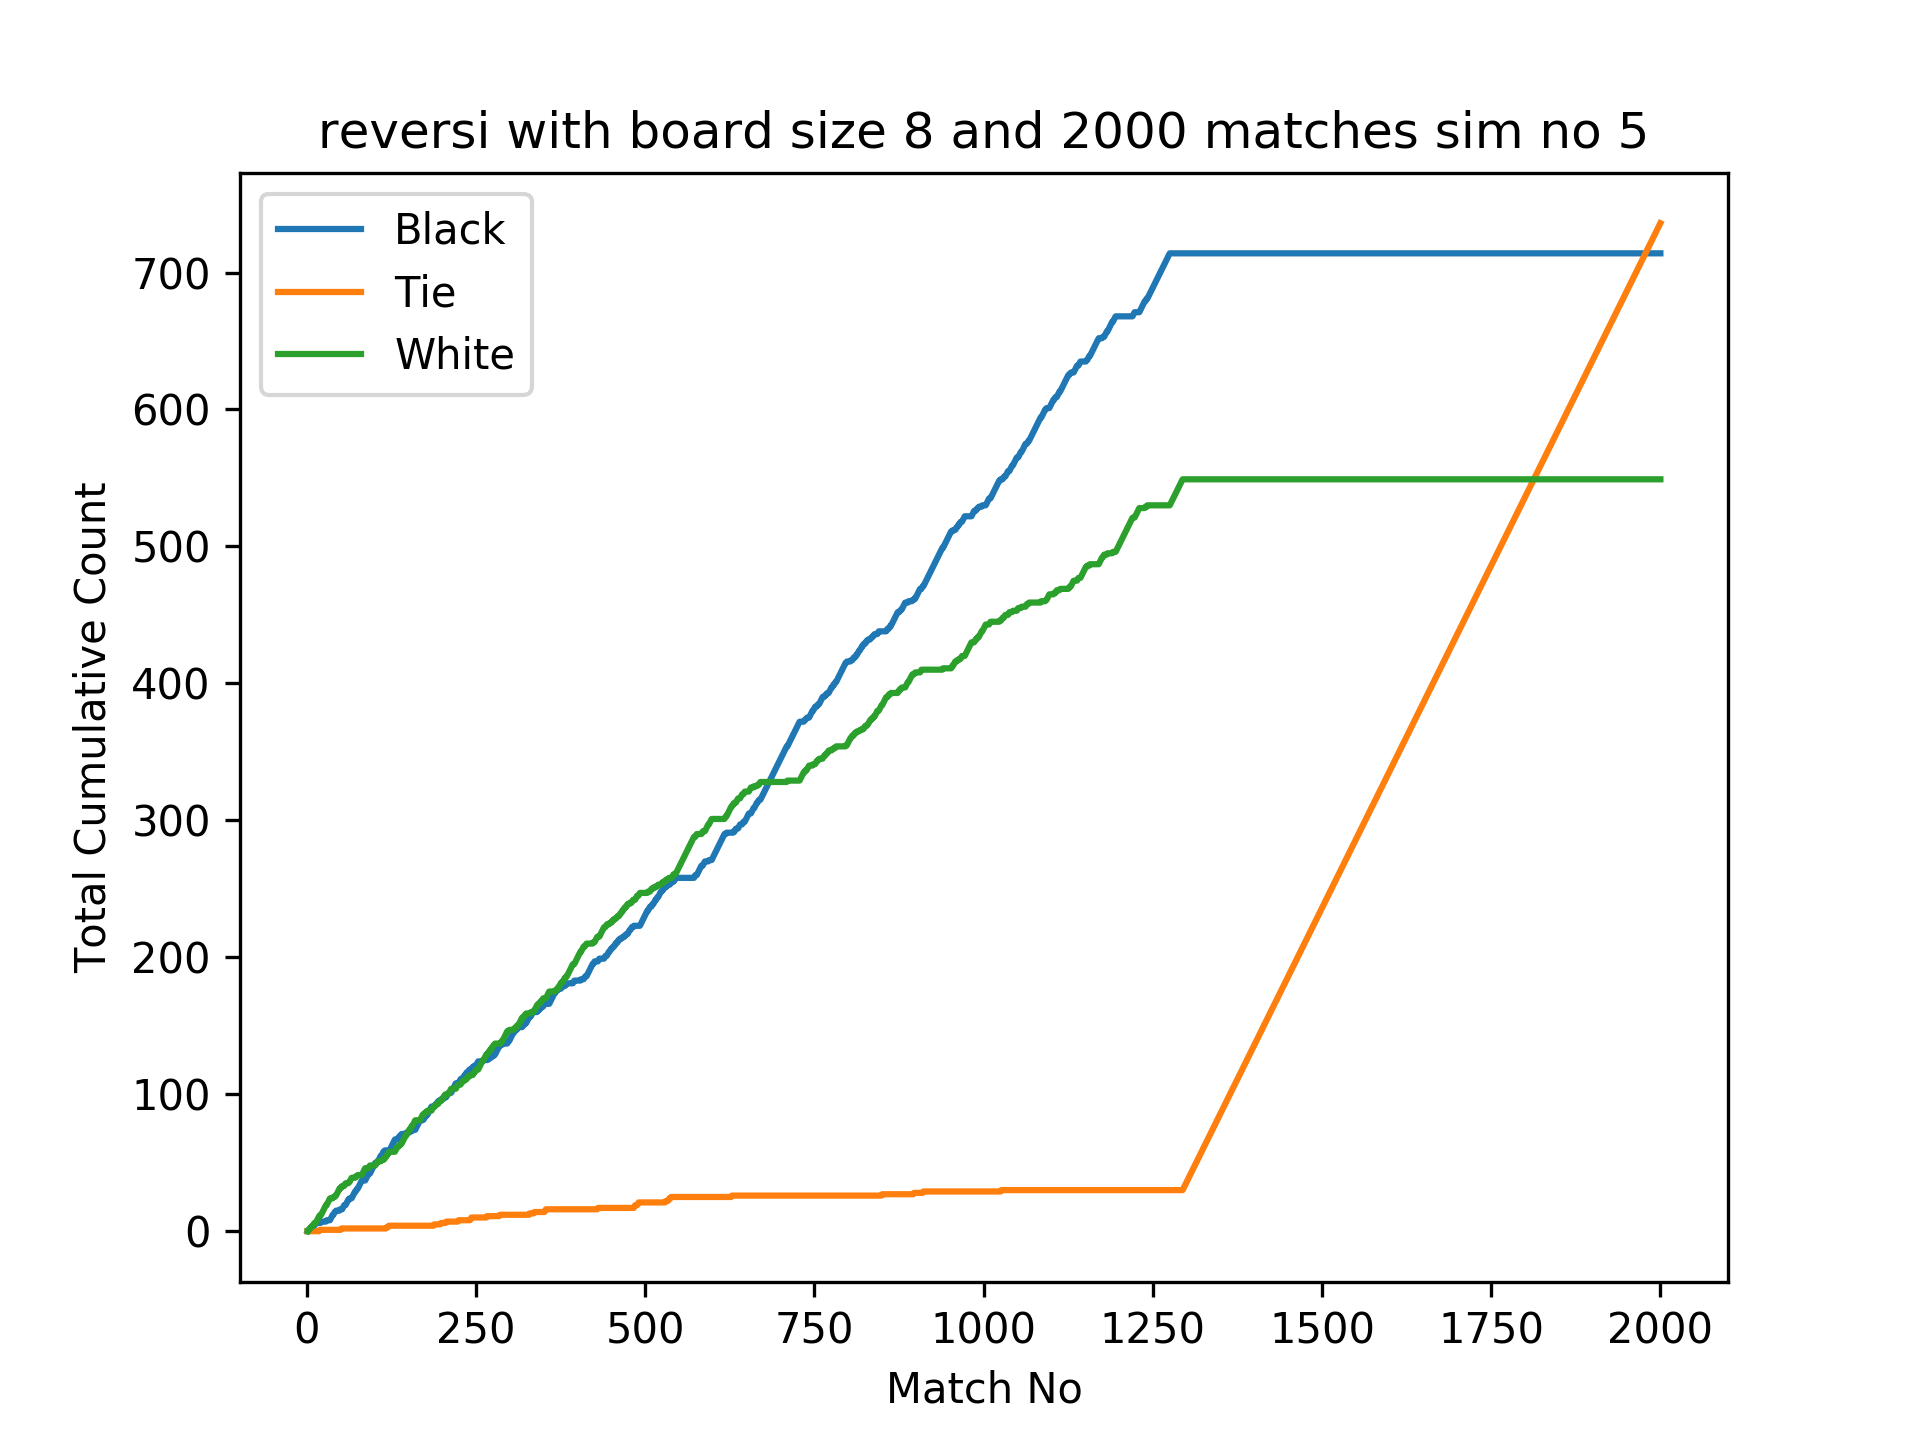 reversi with board size 8 and 2000 matches sim no 5
Black
Tie
White
Total Cumulative Count
700
600
500
400
300
200
100
0
0 250 500 750 1000 1250 1500 1750 2000
Match No